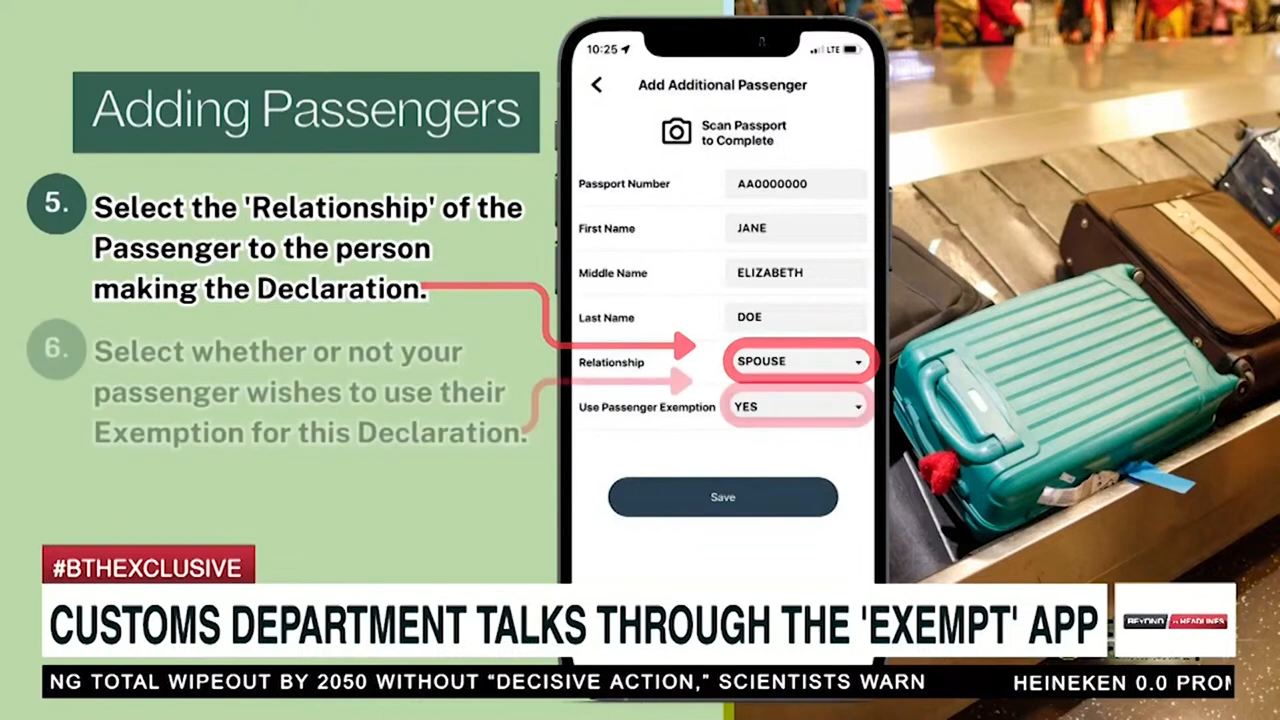 Adding Passengers
5.
Select the 'Relationship' of the
Passenger to the person
making the Declaration.
6.
Select whether or not your
passenger wishes to use their
Exemption for this Declaration.
10:25
LTE
Add Additional Passenger
Scan Passport
to Complete
Passport Number AA0000000
First Name JANE
Middle Name ELIZABETH
Last Name DOE
Relationship SPOUSE
Use Passenger Exemption YES
Save
#BTHEXCLUSIVE
CUSTOMS DEPARTMENT TALKS THROUGH THE 'EXEMPT' APP
BEYOND HEADLINES
NG TOTAL WIPEOUT BY 2050 WITHOUT “DECISIVE ACTION,” SCIENTISTS WARN HEINEKEN 0.0 PROM